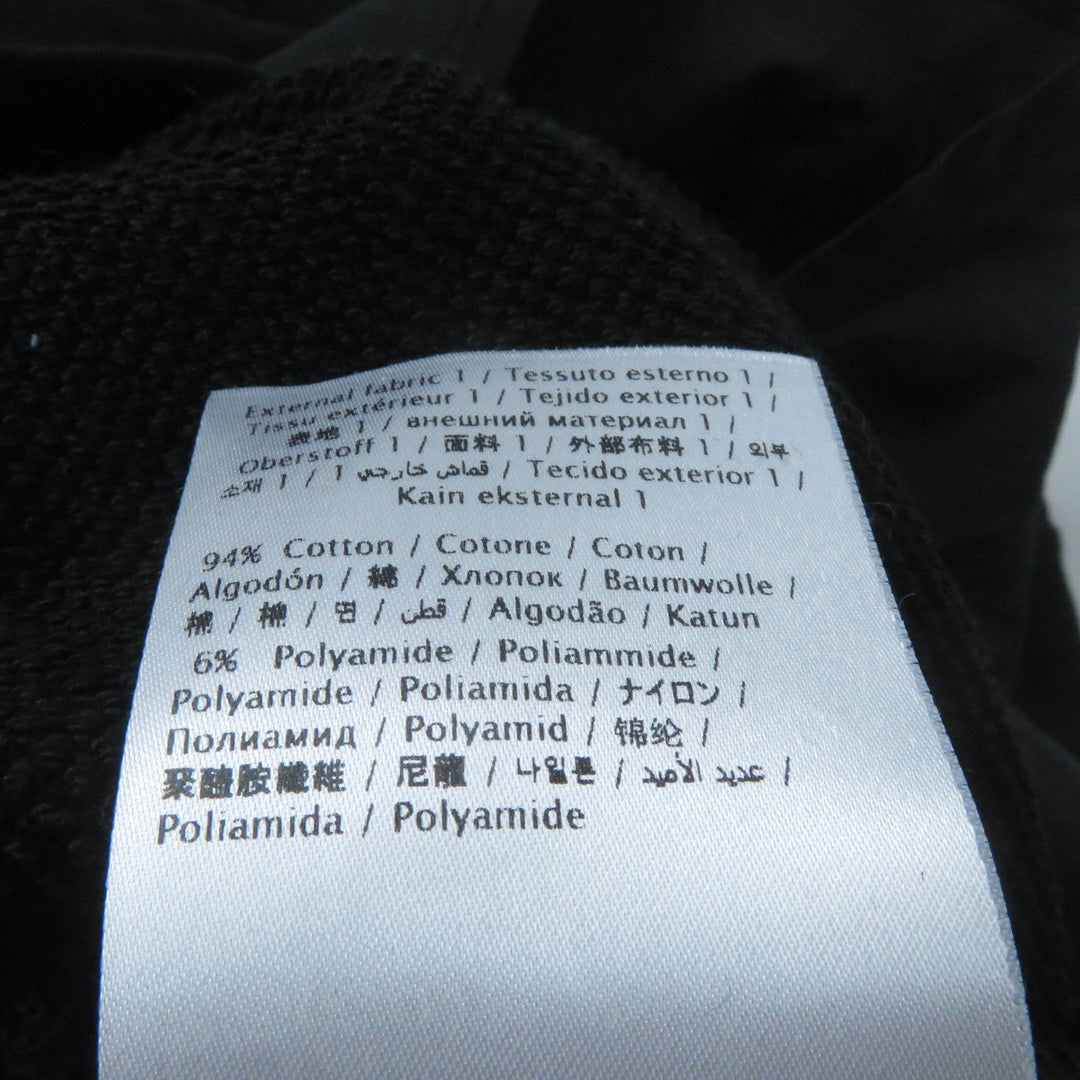 External fabric 1 / Tessuto esterno 1 /
Tissu extérieur 1 / Tejido exterior 1 /
表地 1 / внешний материал 1 /
Oberstoff 1 / 面料 1 / 外部布料 1 / 외부
소재 1 / قماش خارجي 1 / Tecido exterior 1 /
Kain eksternal 1
94% Cotton / Cotone / Coton /
Algodón / 綿 / Хлопок / Baumwolle /
棉 / 棉 / 면 / قطن / Algodão / Katun
6% Polyamide / Poliammide /
Polyamide / Poliamida / ナイロン /
Полиамид / Polyamid / 锦纶 /
聚醯胺纖維 / 尼龍 / 나일론 / عديد الأميد /
Poliamida / Polyamide